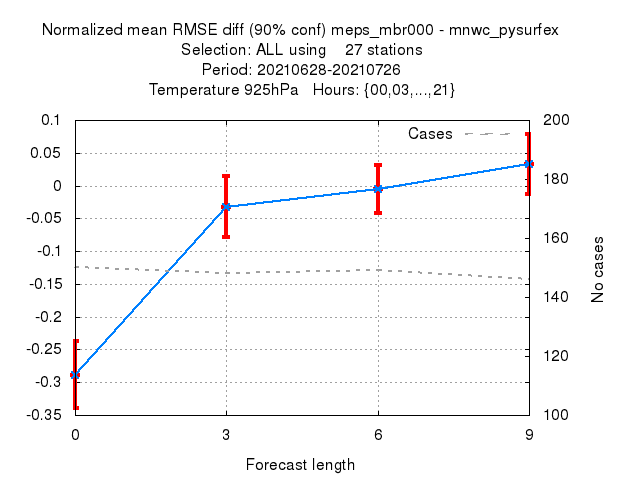 Normalized mean RMSE diff (90% conf) meps_mbr000 - mnwc_pysurfex
Selection: ALL using 27 stations
Period: 20210628-20210726
Temperature 925hPa Hours: {00,03,...,21}
0.1
0.05
0
-0.05
-0.1
-0.15
-0.2
-0.25
-0.3
-0.35
Cases
200
180
160
140
120
100
No cases
0 3 6 9
Forecast length